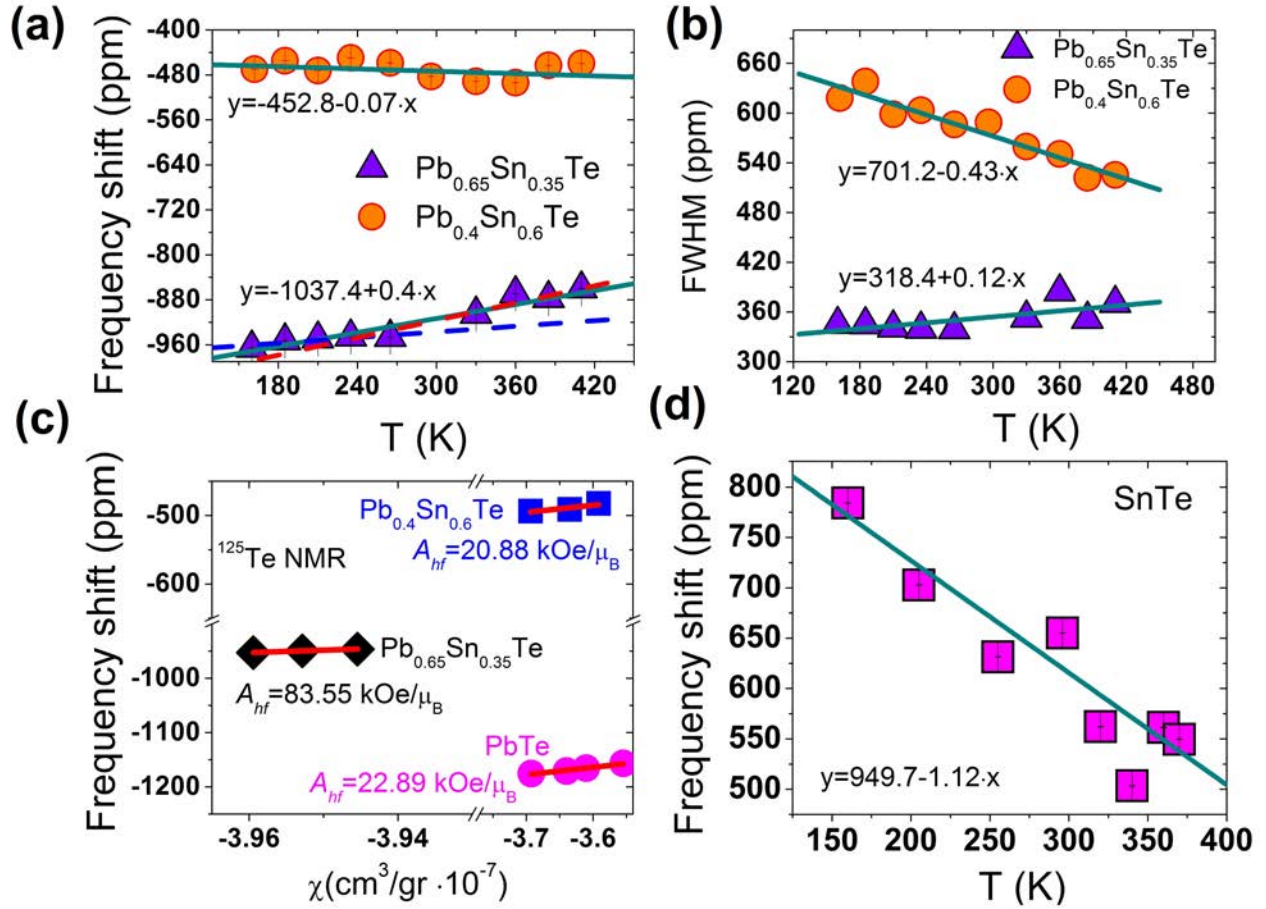 (a)
Frequency shift (ppm)
-400
-480
-560
-640
-720
-800
-880
-960
y=-452.8-0.07·x
Pb0.65Sn0.35Te
Pb0.4Sn0.6Te
y=-1037.4+0.4·x
180 240 300 360 420
T (K)
(b)
FWHM (ppm)
660
600
540
480
420
360
300
Pb0.65Sn0.35Te
Pb0.4Sn0.6Te
y=701.2-0.43·x
y=318.4+0.12·x
120 180 240 300 360 420 480
T (K)
(c)
Frequency shift (ppm)
-500
-600
-1000
-1100
-1200
Pb0.4Sn0.6Te
Ahf=20.88 kOe/μB
125Te NMR
Pb0.65Sn0.35Te
Ahf=83.55 kOe/μB
PbTe
Ahf=22.89 kOe/μB
-3.96 -3.94 -3.7 -3.6
χ(cm3/gr ·10-7)
(d)
Frequency shift (ppm)
800
750
700
650
600
550
500
SnTe
y=949.7-1.12·x
150 200 250 300 350 400
T (K)